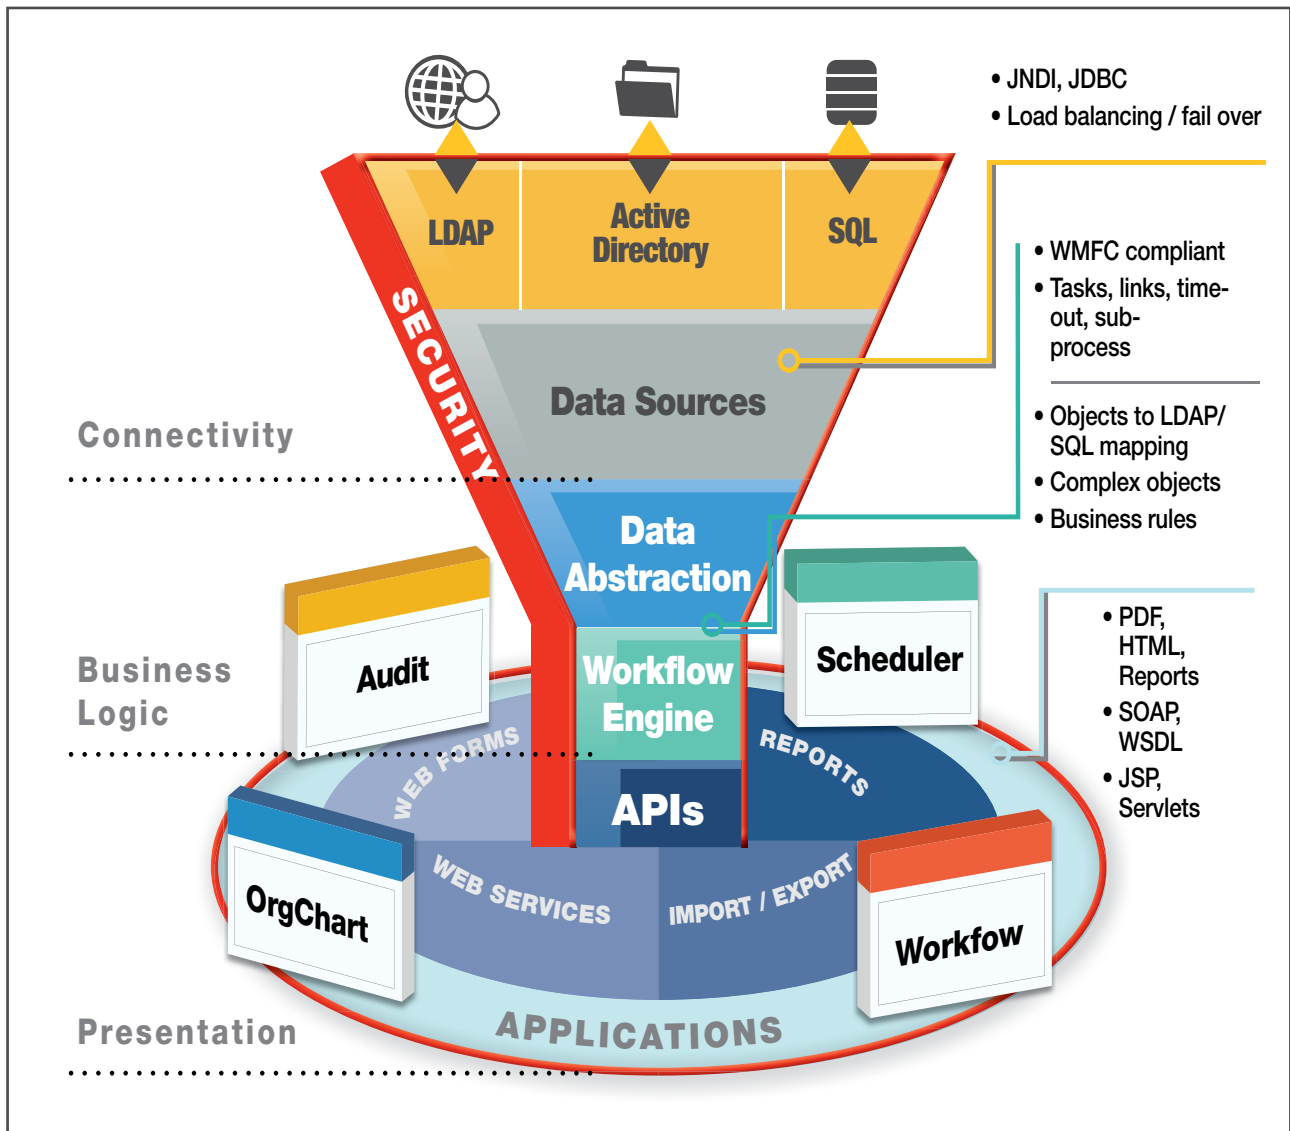 • JNDI, JDBC
• Load balancing / fail over
LDAP
Active
Directory
SQL
SECURITY
• WMFC compliant
• Tasks, links, time-
out, sub-
process
Data Sources
Connectivity
• Objects to LDAP/
SQL mapping
• Complex objects
• Business rules
Data
Abstraction
Audit
Scheduler
• PDF,
HTML,
Reports
• SOAP,
WSDL
• JSP,
Servlets
Business
Logic
Workflow
Engine
WEB FORMS
REPORTS
APIs
OrgChart
WEB SERVICES
IMPORT / EXPORT
Workfow
Presentation
APPLICATIONS